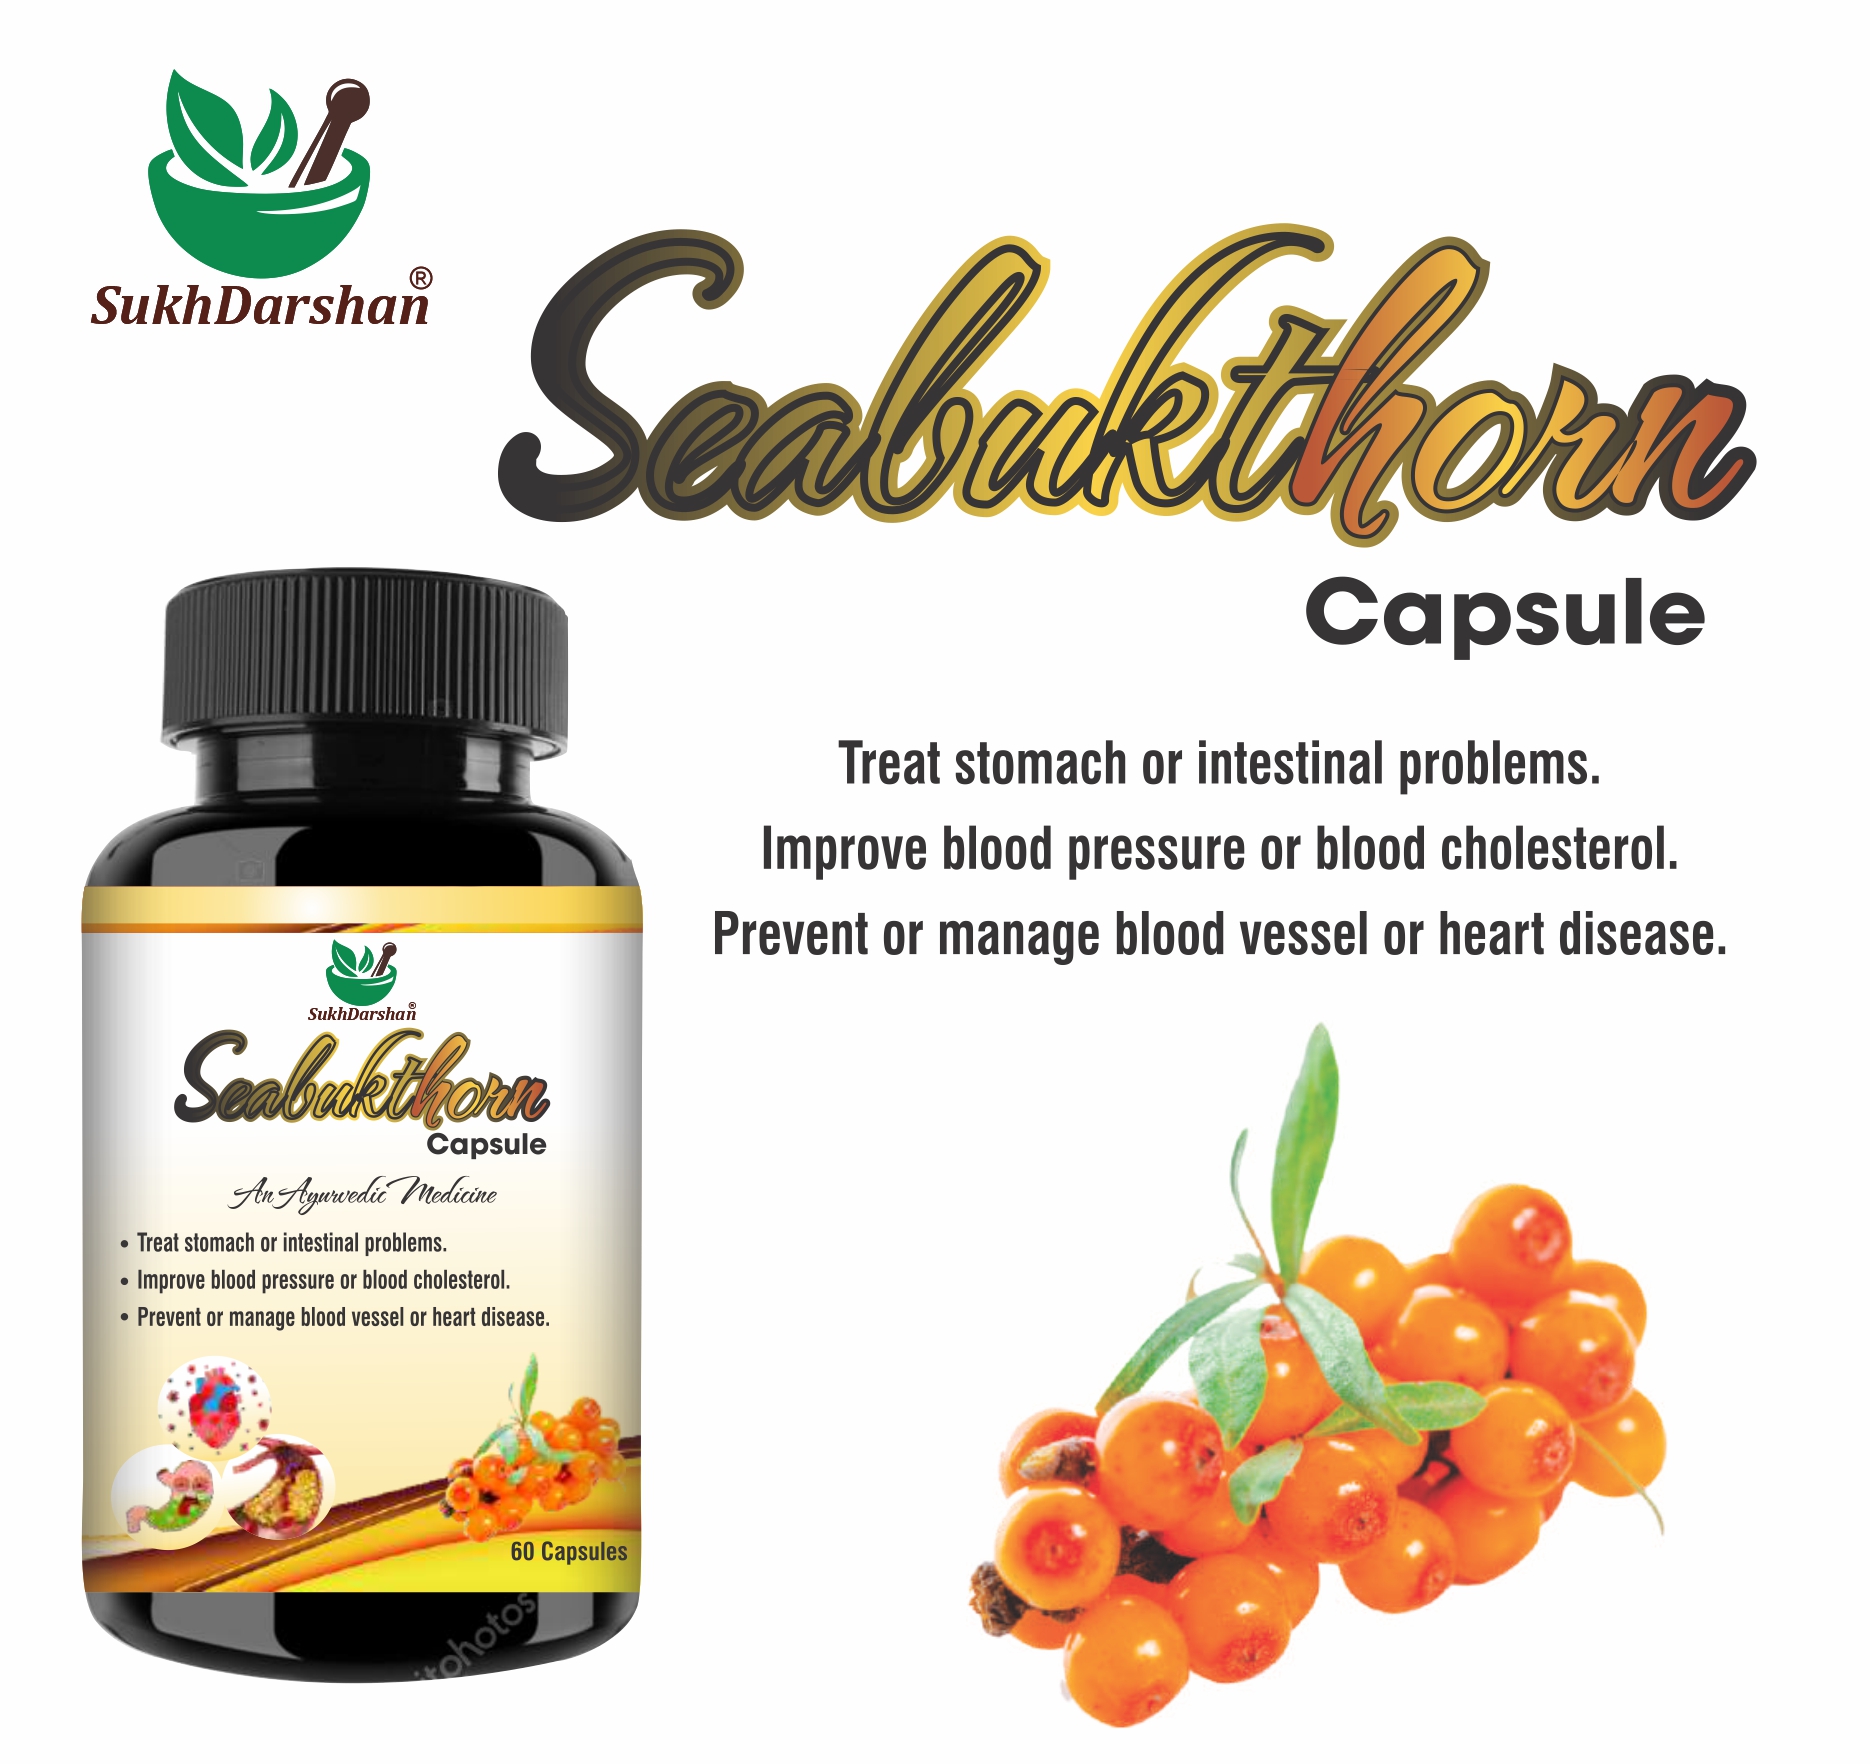 SukhDarshan®
Seabukthorn
Capsule
Treat stomach or intestinal problems.
Improve blood pressure or blood cholesterol.
Prevent or manage blood vessel or heart disease.
SukhDarshan®
Seabukthorn
Capsule
An Ayurvedic Medicine
• Treat stomach or intestinal problems.
• Improve blood pressure or blood cholesterol.
• Prevent or manage blood vessel or heart disease.
60 Capsules